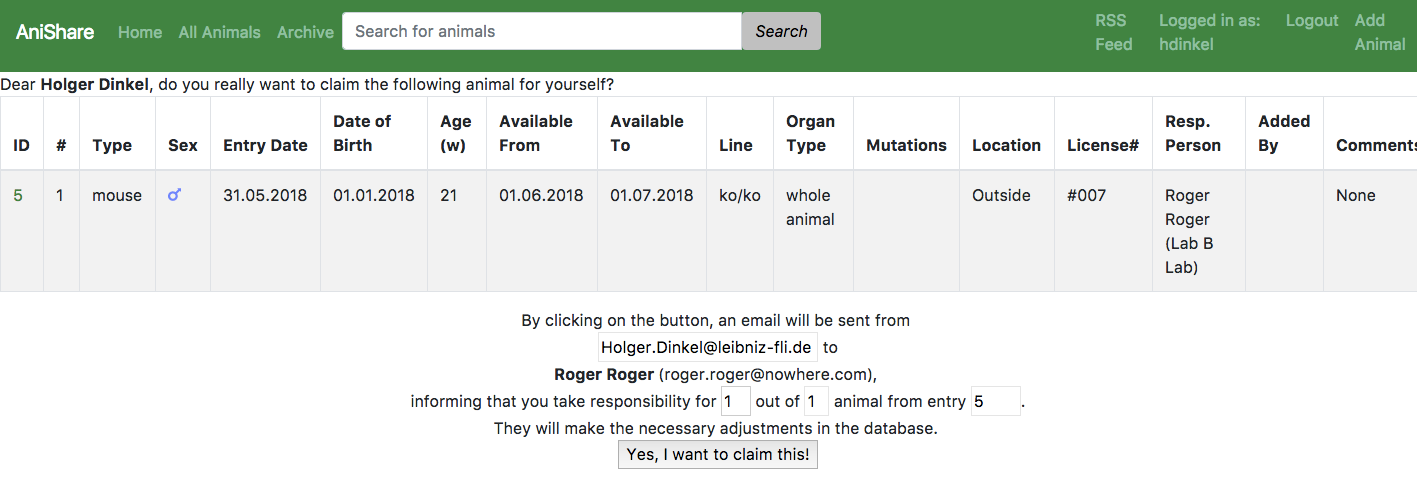 AniShare Home All Animals Archive Search for animals Search RSS Feed Logged in as: hdinkel Logout Add Animal
Dear Holger Dinkel, do you really want to claim the following animal for yourself?
ID # Type Sex Entry Date Date of Birth Age (w) Available From Available To Line Organ Type Mutations Location License# Resp. Person Added By Comments
5 1 mouse ♂ 31.05.2018 01.01.2018 21 01.06.2018 01.07.2018 ko/ko whole animal Outside #007 Roger Roger (Lab B Lab) None
By clicking on the button, an email will be sent from
Holger.Dinkel@leibniz-fli.de to
Roger Roger (roger.roger@nowhere.com),
informing that you take responsibility for 1 out of 1 animal from entry 5.
They will make the necessary adjustments in the database.
Yes, I want to claim this!